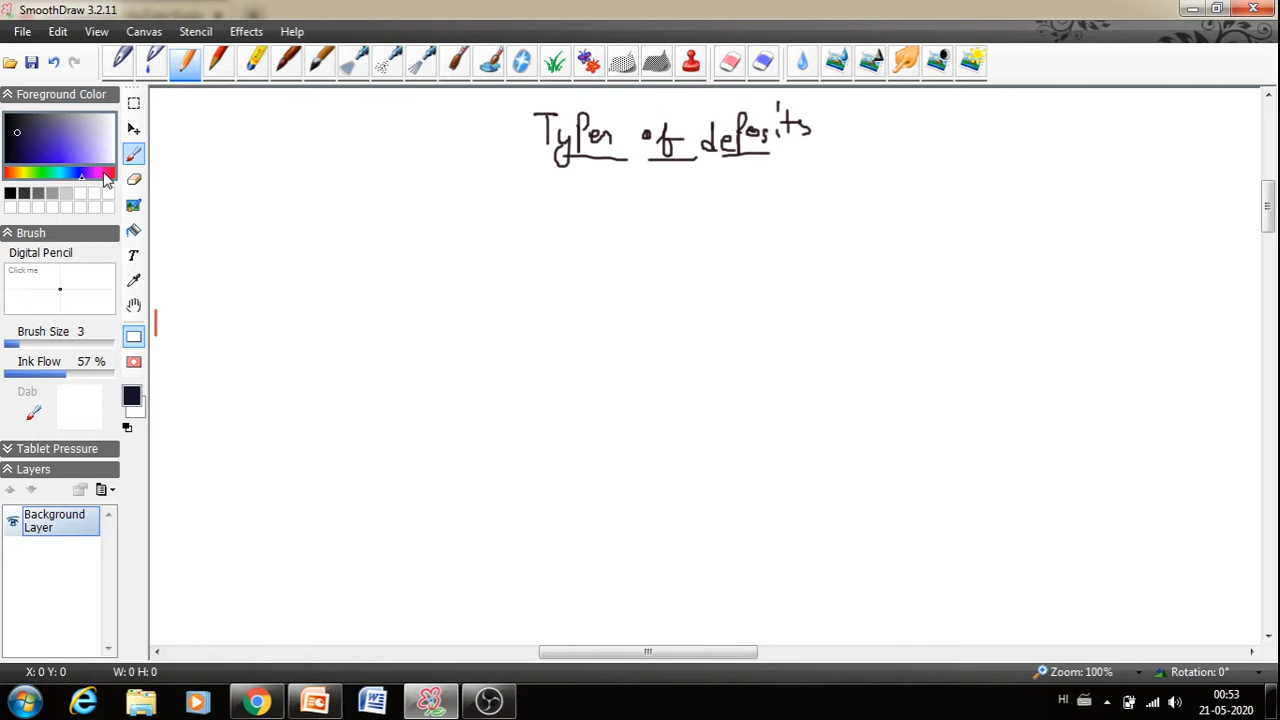 SmoothDraw 3.2.11
File Edit View Canvas Stencil Effects Help
Foreground Color
Types of deposits
Brush
Digital Pencil
Click me
Brush Size 3
Ink Flow 57 %
Dab
Tablet Pressure
Layers
Background
Layer
X: 0 Y: 0 W: 0 H: 0 Zoom: 100% Rotation: 0°
HI 00:53
21-05-2020